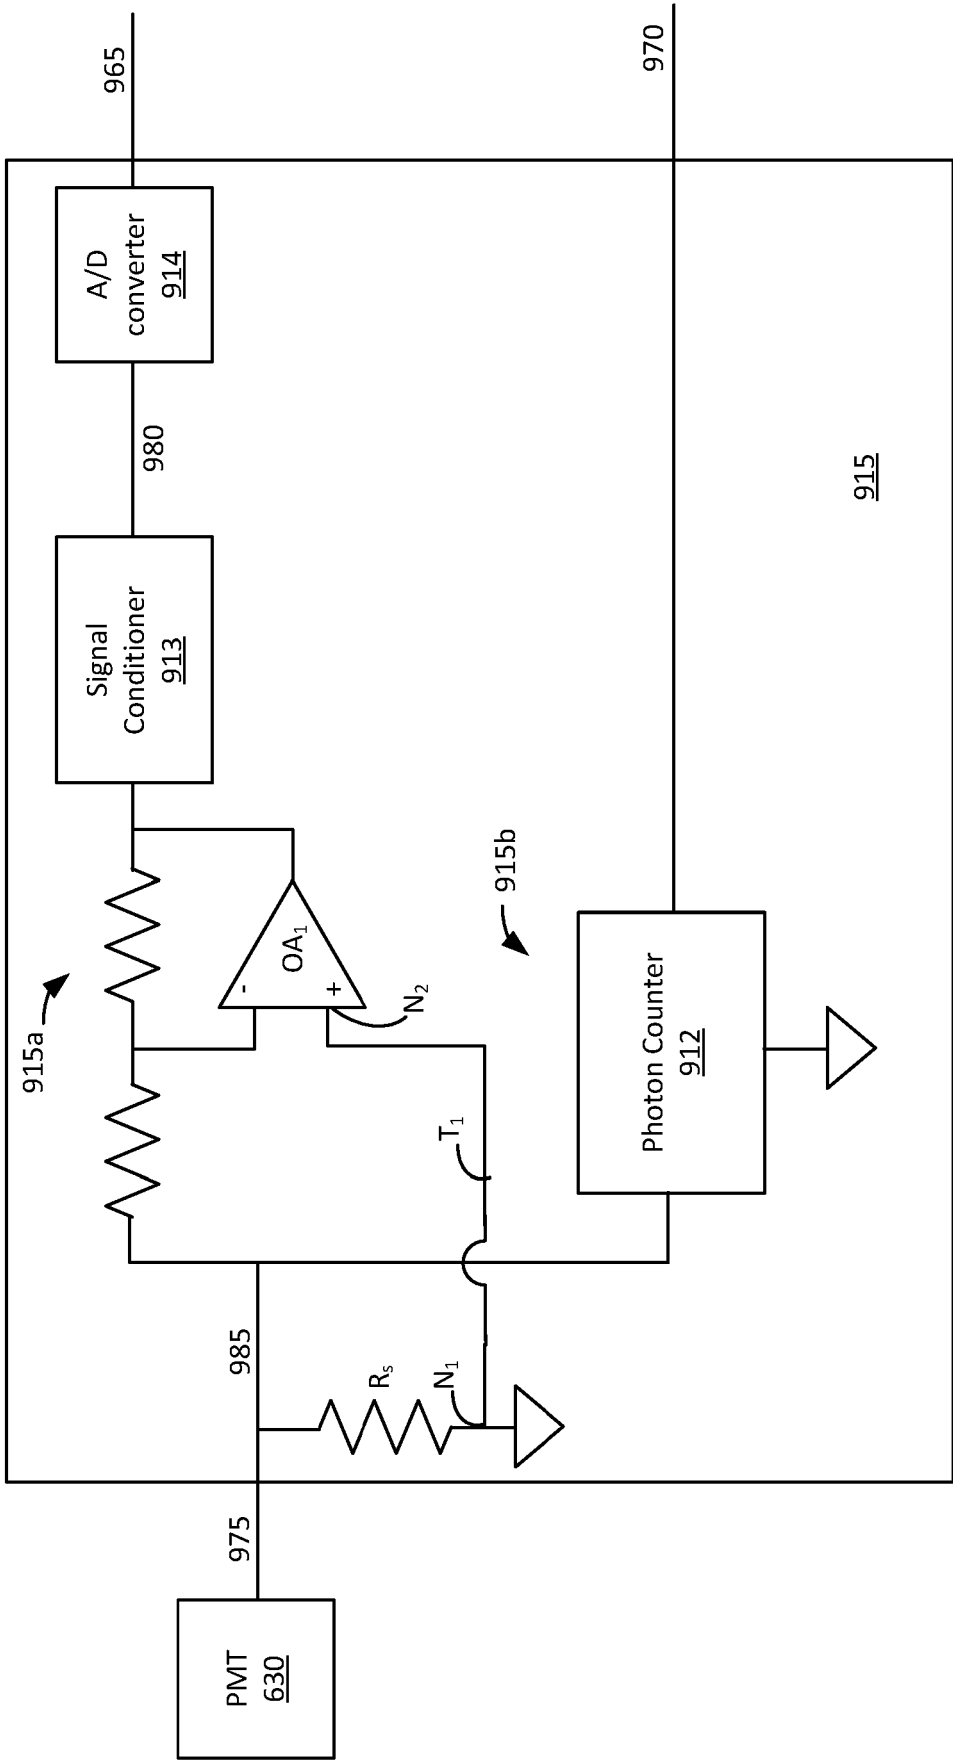 PMT
630
975
985
Rₛ
N₁
T₁
915a
OA₁
-
+
N₂
915b
Photon Counter
912
Signal
Conditioner
913
980
A/D
converter
914
965
970
915